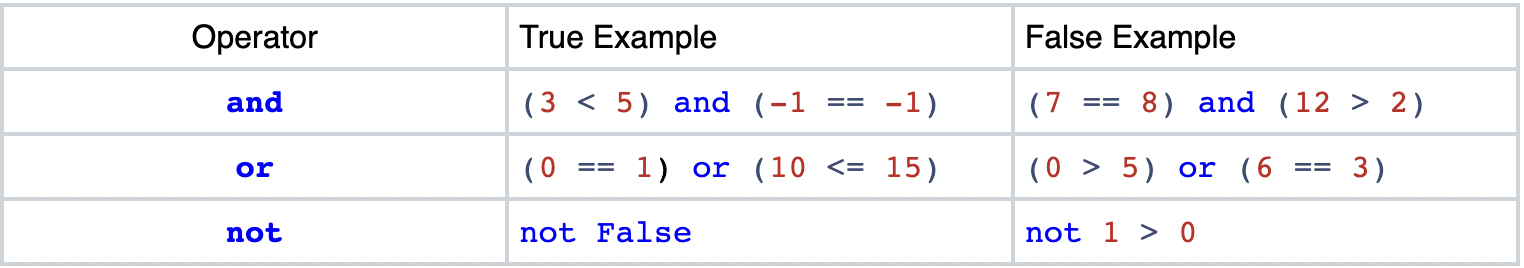 Operator True Example False Example
and (3 < 5) and (-1 == -1) (7 == 8) and (12 > 2)
or (0 == 1) or (10 <= 15) (0 > 5) or (6 == 3)
not not False not 1 > 0